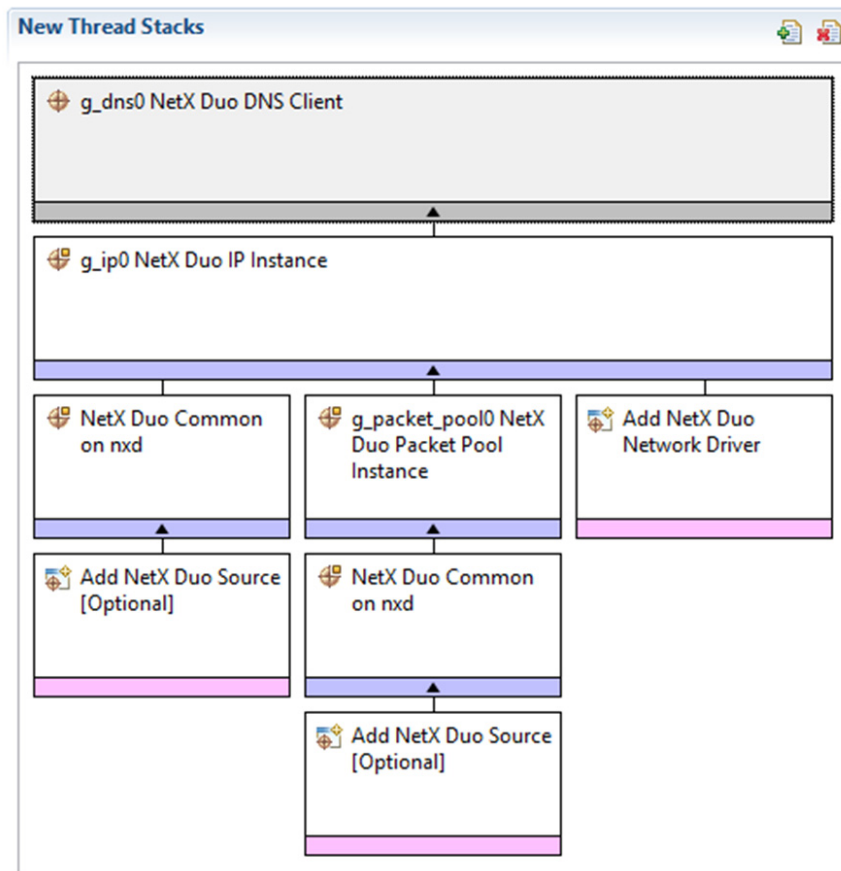 New Thread Stacks
g_dns0 NetX Duo DNS Client
g_ip0 NetX Duo IP Instance
NetX Duo Common
on nxd
g_packet_pool0 NetX
Duo Packet Pool
Instance
Add NetX Duo
Network Driver
Add NetX Duo Source
[Optional]
NetX Duo Common
on nxd
Add NetX Duo Source
[Optional]